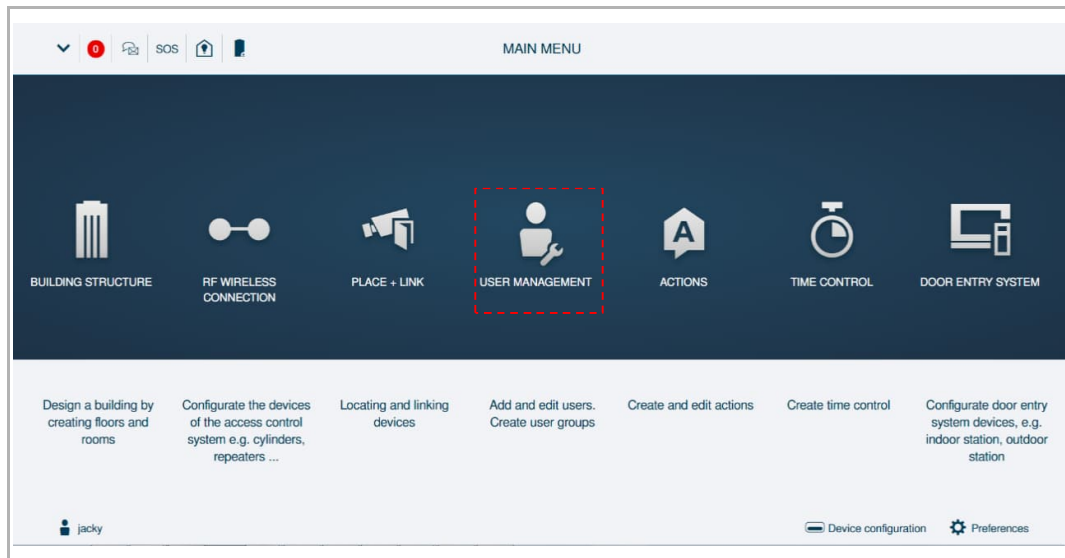 0 SOS MAIN MENU
A
BUILDING STRUCTURE
RF WIRELESS
CONNECTION
PLACE + LINK
USER MANAGEMENT
ACTIONS
TIME CONTROL
DOOR ENTRY SYSTEM
Design a building by
creating floors and
rooms
Configurate the devices
of the access control
system e.g. cylinders,
repeaters ...
Locating and linking
devices
Add and edit users.
Create user groups
Create and edit actions
Create time control
Configurate door entry
system devices, e.g.
indoor station, outdoor
station
jacky
Device configuration
Preferences